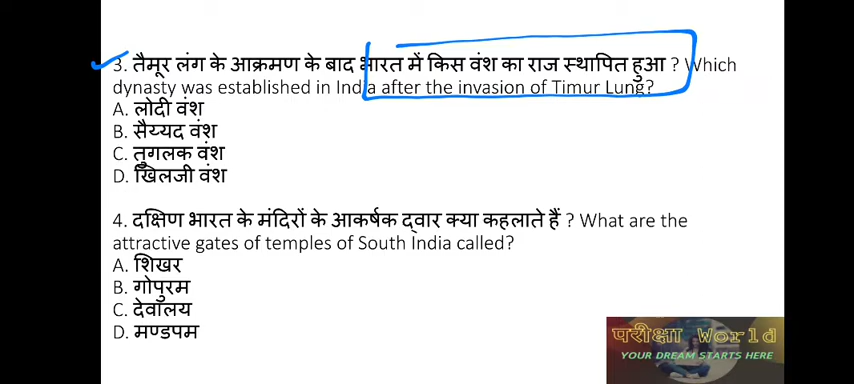 3. तैमूर लंग के आक्रमण के बाद भारत में किस वंश का राज स्थापित हुआ ? Which
dynasty was established in India after the invasion of Timur Lung?
A. लोदी वंश
B. सैय्यद वंश
C. तुगलक वंश
D. खिलजी वंश
4. दक्षिण भारत के मंदिरों के आकर्षक द्वार क्या कहलाते हैं ? What are the
attractive gates of temples of South India called?
A. शिखर
B. गोपुरम
C. देवालय
D. मण्डपम
परीक्षा World
YOUR DREAM STARTS HERE